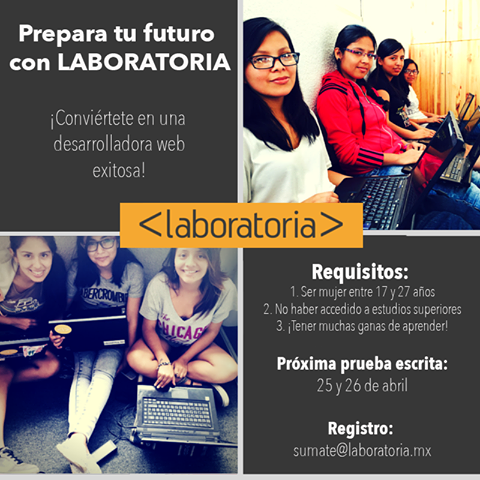 Prepara tu futuro
con LABORATORIA
¡Conviértete en una
desarrolladora web
exitosa!
<laboratoria>
ABERCROMBIE
CHICAGO
Requisitos:
1. Ser mujer entre 17 y 27 años
2. No haber accedido a estudios superiores
3. ¡Tener muchas ganas de aprender!
Próxima prueba escrita:
25 y 26 de abril
Registro:
sumate@laboratoria.mx